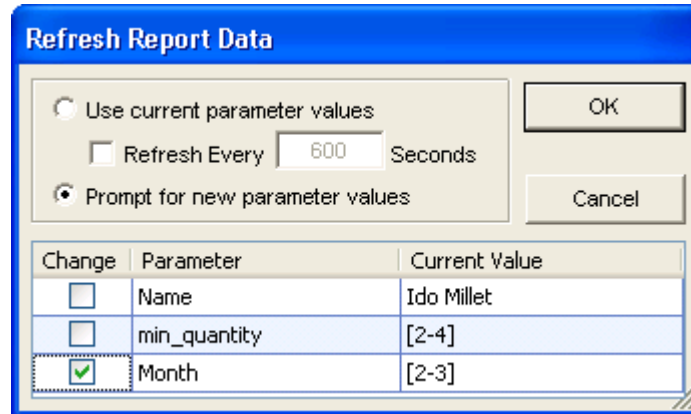 Refresh Report Data
Use current parameter values
OK
Refresh Every 600 Seconds
Prompt for new parameter values
Cancel
Change Parameter Current Value
Name Ido Millet
min_quantity [2-4]
Month [2-3]